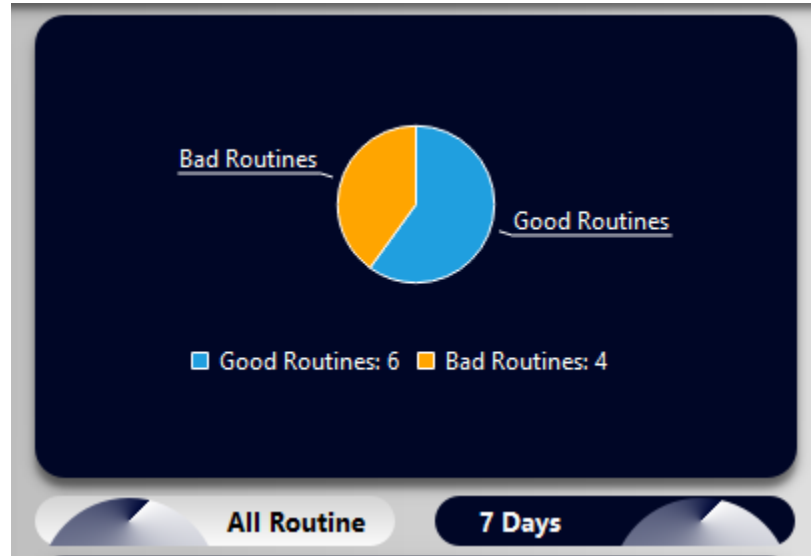 Bad Routines
Good Routines
Good Routines: 6 Bad Routines: 4
All Routine
7 Days